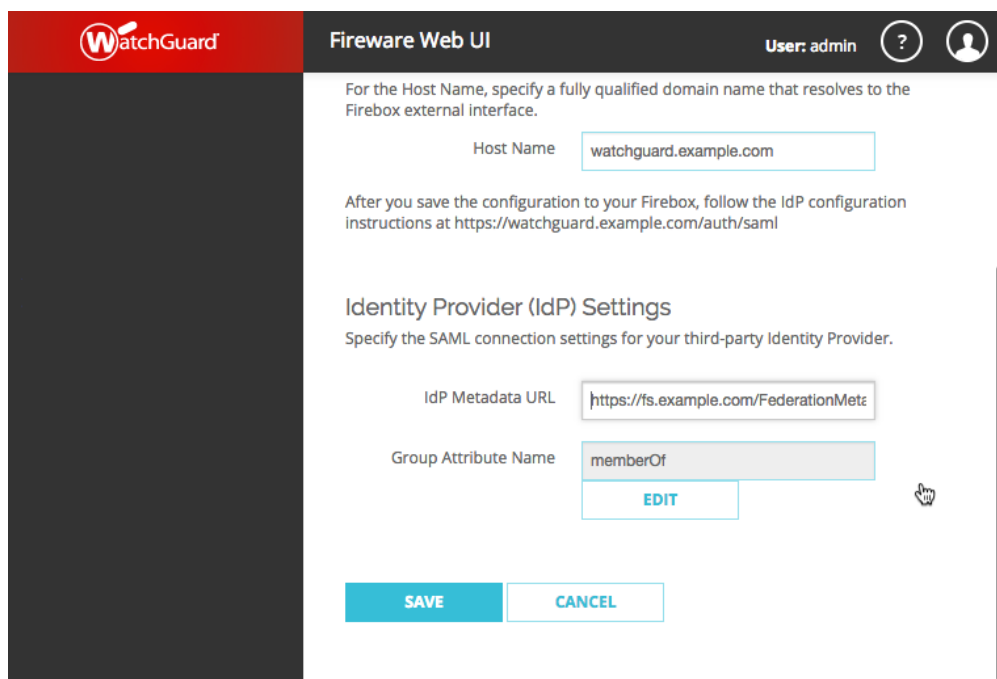 WatchGuard
Fireware Web UI
User: admin
?
For the Host Name, specify a fully qualified domain name that resolves to the
Firebox external interface.
Host Name
watchguard.example.com
After you save the configuration to your Firebox, follow the IdP configuration
instructions at https://watchguard.example.com/auth/saml
Identity Provider (IdP) Settings
Specify the SAML connection settings for your third-party Identity Provider.
IdP Metadata URL
https://fs.example.com/FederationMeta
Group Attribute Name
memberOf
EDIT
SAVE
CANCEL